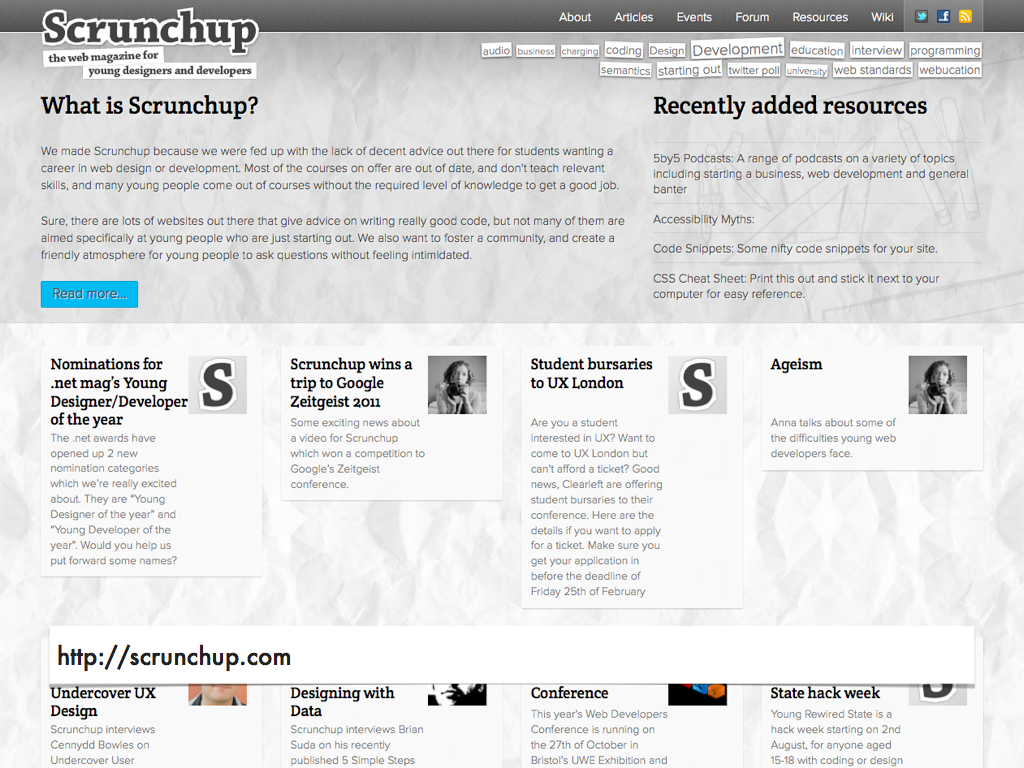 About Articles Events Forum Resources Wiki
Scrunchup
the web magazine for
young designers and developers
audio business charging coding Design Development education interview programming
semantics starting out twitter poll university web standards webucation
What is Scrunchup?
We made Scrunchup because we were fed up with the lack of decent advice out there for students wanting a
career in web design or development. Most of the courses on offer are out of date, and don't teach relevant
skills, and many young people come out of courses without the required level of knowledge to get a good job.
Sure, there are lots of websites out there that give advice on writing really good code, but not many of them are
aimed specifically at young people who are just starting out. We also want to foster a community, and create a
friendly atmosphere for young people to ask questions without feeling intimidated.
Read more...
Recently added resources
5by5 Podcasts: A range of podcasts on a variety of topics
including starting a business, web development and general
banter
Accessibility Myths:
Code Snippets: Some nifty code snippets for your site.
CSS Cheat Sheet: Print this out and stick it next to your
computer for easy reference.
Nominations for
.net mag's Young
Designer/Developer
of the year
S
The .net awards have
opened up 2 new
nomination categories
which we're really excited
about. They are "Young
Designer of the year" and
"Young Developer of the
year". Would you help us
put forward some names?
Scrunchup wins a
trip to Google
Zeitgeist 2011
Some exciting news about
a video for Scrunchup
which won a competition to
Google's Zeitgeist
conference.
Student bursaries
to UX London
S
Are you a student
interested in UX? Want to
come to UX London but
can't afford a ticket? Good
news, Clearleft are offering
student bursaries to their
conference. Here are the
details if you want to apply
for a ticket. Make sure you
get your application in
before the deadline of
Friday 25th of February
Ageism
Anna talks about some of
the difficulties young web
developers face.
http://scrunchup.com
Undercover UX
Design
Scrunchup interviews
Cennydd Bowles on
Undercover User
Designing with
Data
Scrunchup interviews Brian
Suda on his recently
published 5 Simple Steps
Conference
This year's Web Developers
Conference is running on
the 27th of October in
Bristol's UWE Exhibition and
State hack week
Young Rewired State is a
hack week starting on 2nd
August, for anyone aged
15-18 with coding or design